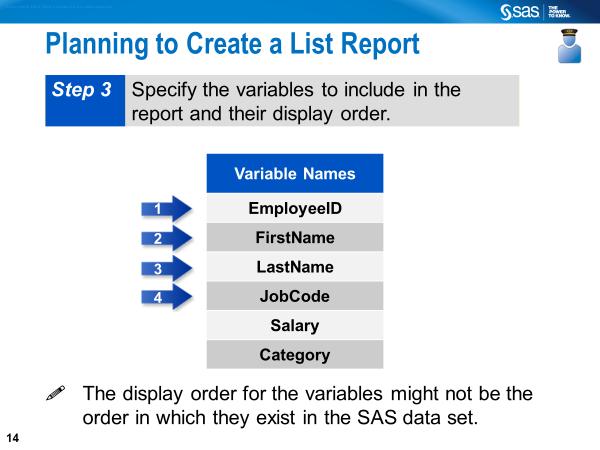 sas THE POWER TO KNOW.
Planning to Create a List Report
Step 3 Specify the variables to include in the
report and their display order.
Variable Names
1 EmployeeID
2 FirstName
3 LastName
4 JobCode
Salary
Category
The display order for the variables might not be the
order in which they exist in the SAS data set.
14